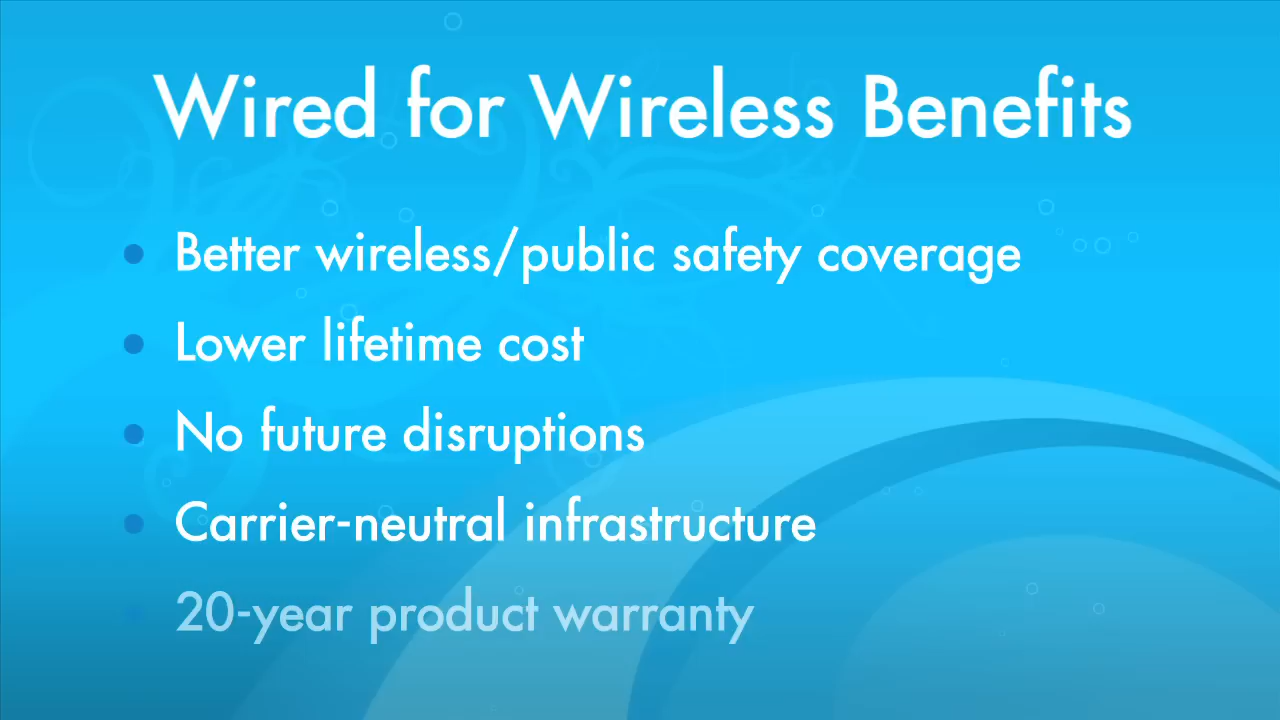 Wired for Wireless Benefits
Better wireless/public safety coverage
Lower lifetime cost
No future disruptions
Carrier-neutral infrastructure
20-year product warranty